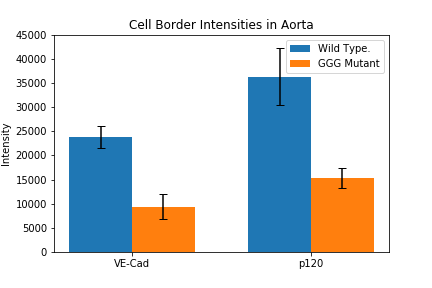 Cell Border Intensities in Aorta
Wild Type.
GGG Mutant
Intensity
45000
40000
35000
30000
25000
20000
15000
10000
5000
0
VE-Cad
p120